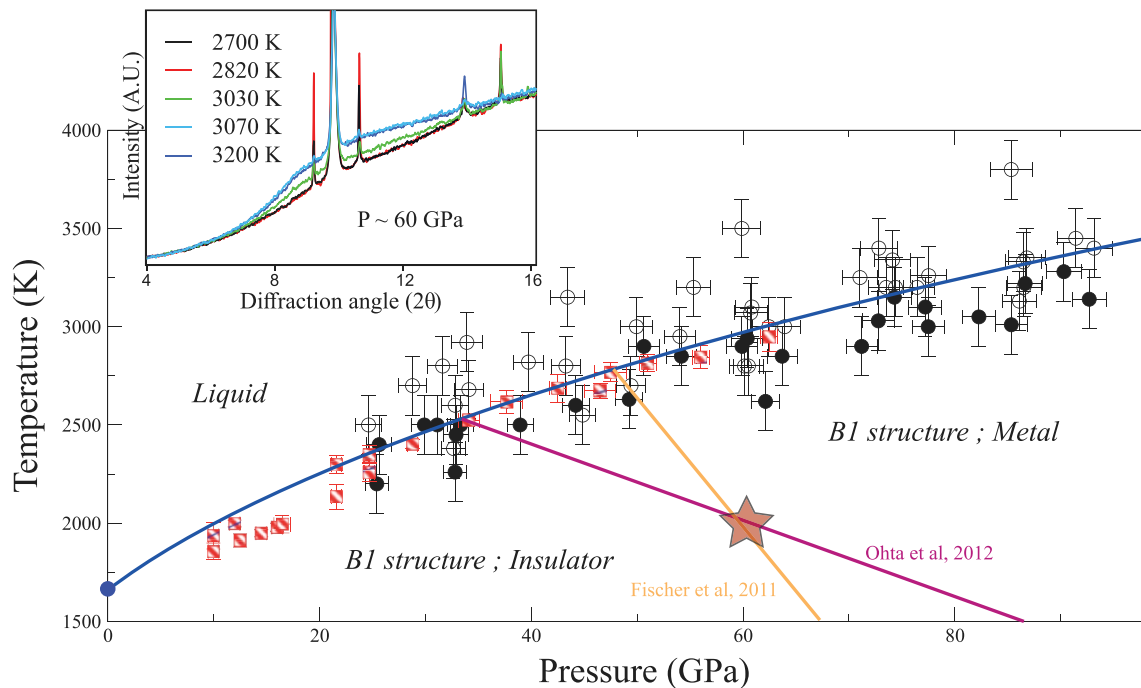 2700 K
2820 K
3030 K
3070 K
3200 K
P ~ 60 GPa
Intensity (A.U.)
4
8
12
16
Diffraction angle (2θ)
4000
3500
3000
2500
2000
1500
Temperature (K)
Liquid
B1 structure ; Metal
B1 structure ; Insulator
Ohta et al, 2012
Fischer et al, 2011
0
20
40
60
80
Pressure (GPa)